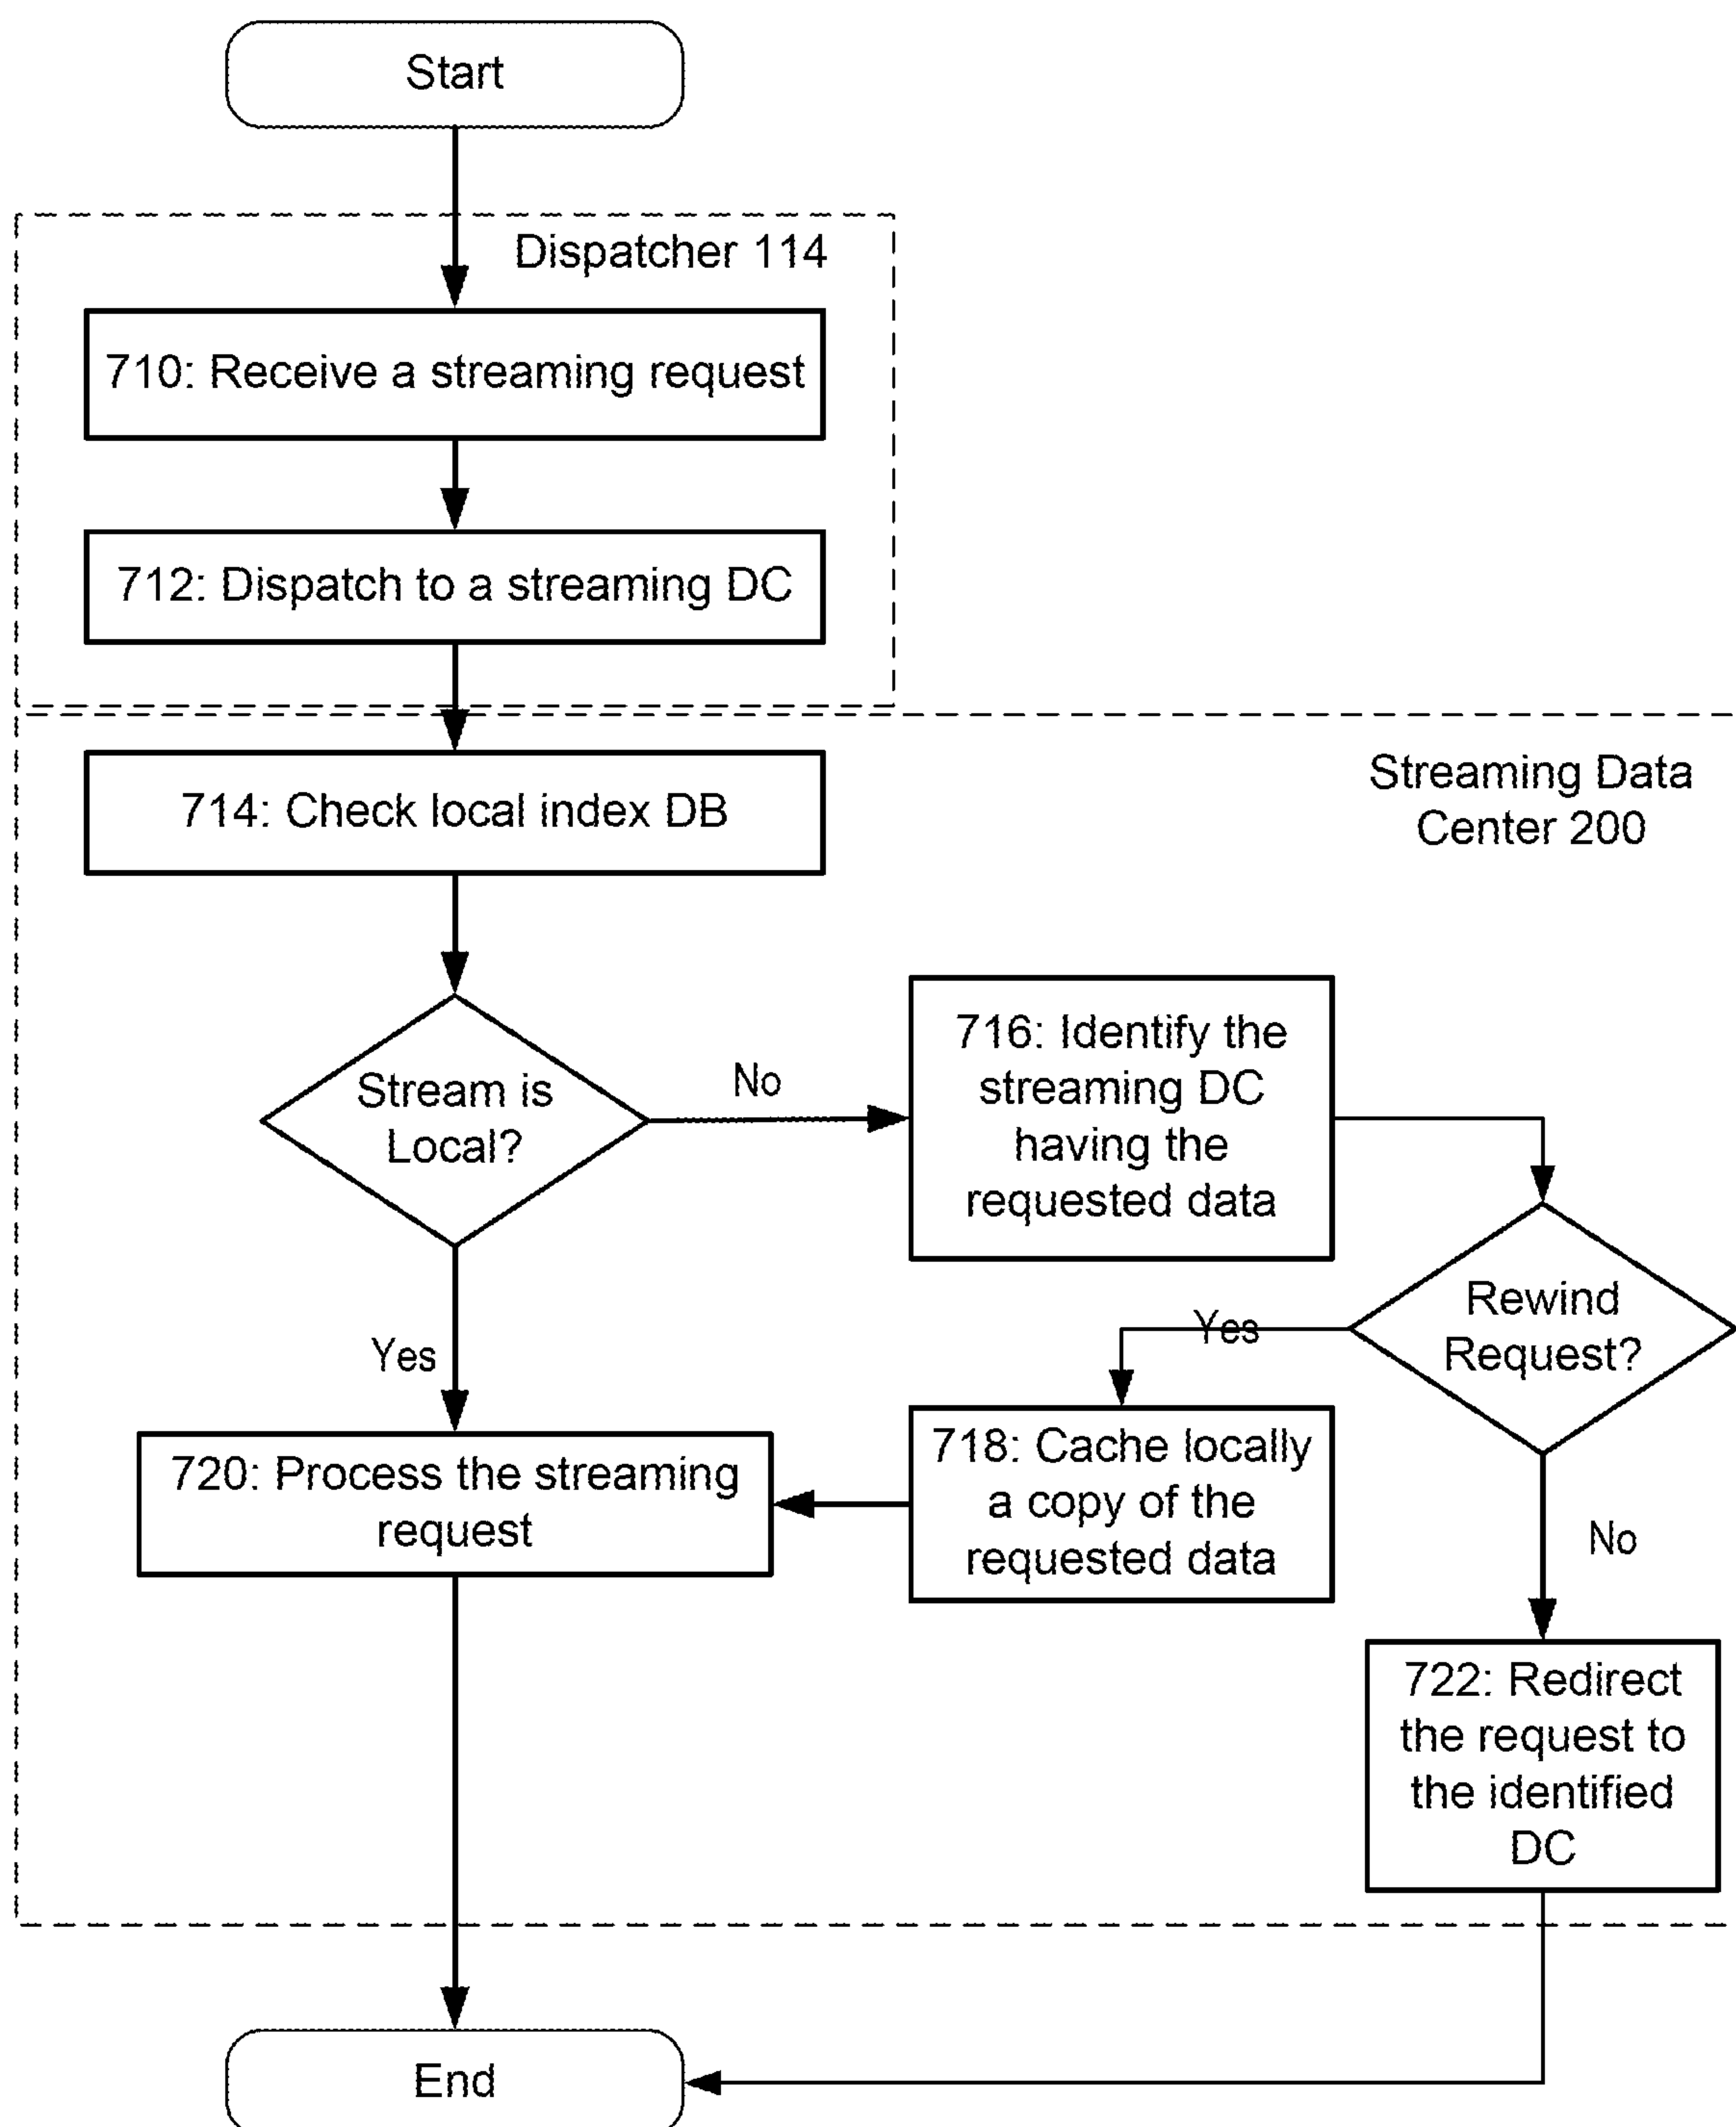 Start
Dispatcher 114
710: Receive a streaming request
712: Dispatch to a streaming DC
714: Check local index DB
Streaming Data
Center 200
Stream is
Local?
No
716: Identify the
streaming DC
having the
requested data
Rewind
Request?
Yes
Yes
718: Cache locally
a copy of the
requested data
720: Process the streaming
request
No
722: Redirect
the request to
the identified
DC
End